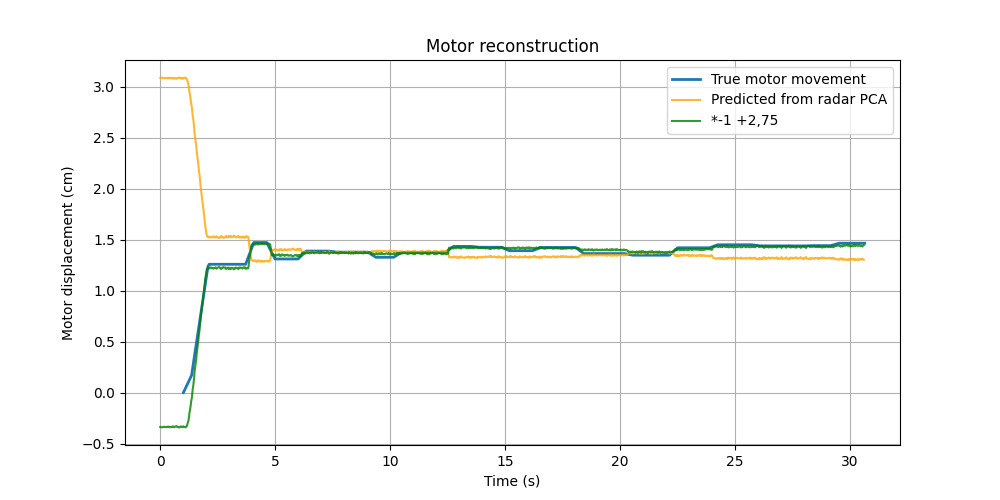 Motor reconstruction
True motor movement
Predicted from radar PCA
*-1 +2,75
Motor displacement (cm)
3.0
2.5
2.0
1.5
1.0
0.5
0.0
−0.5
0 5 10 15 20 25 30
Time (s)